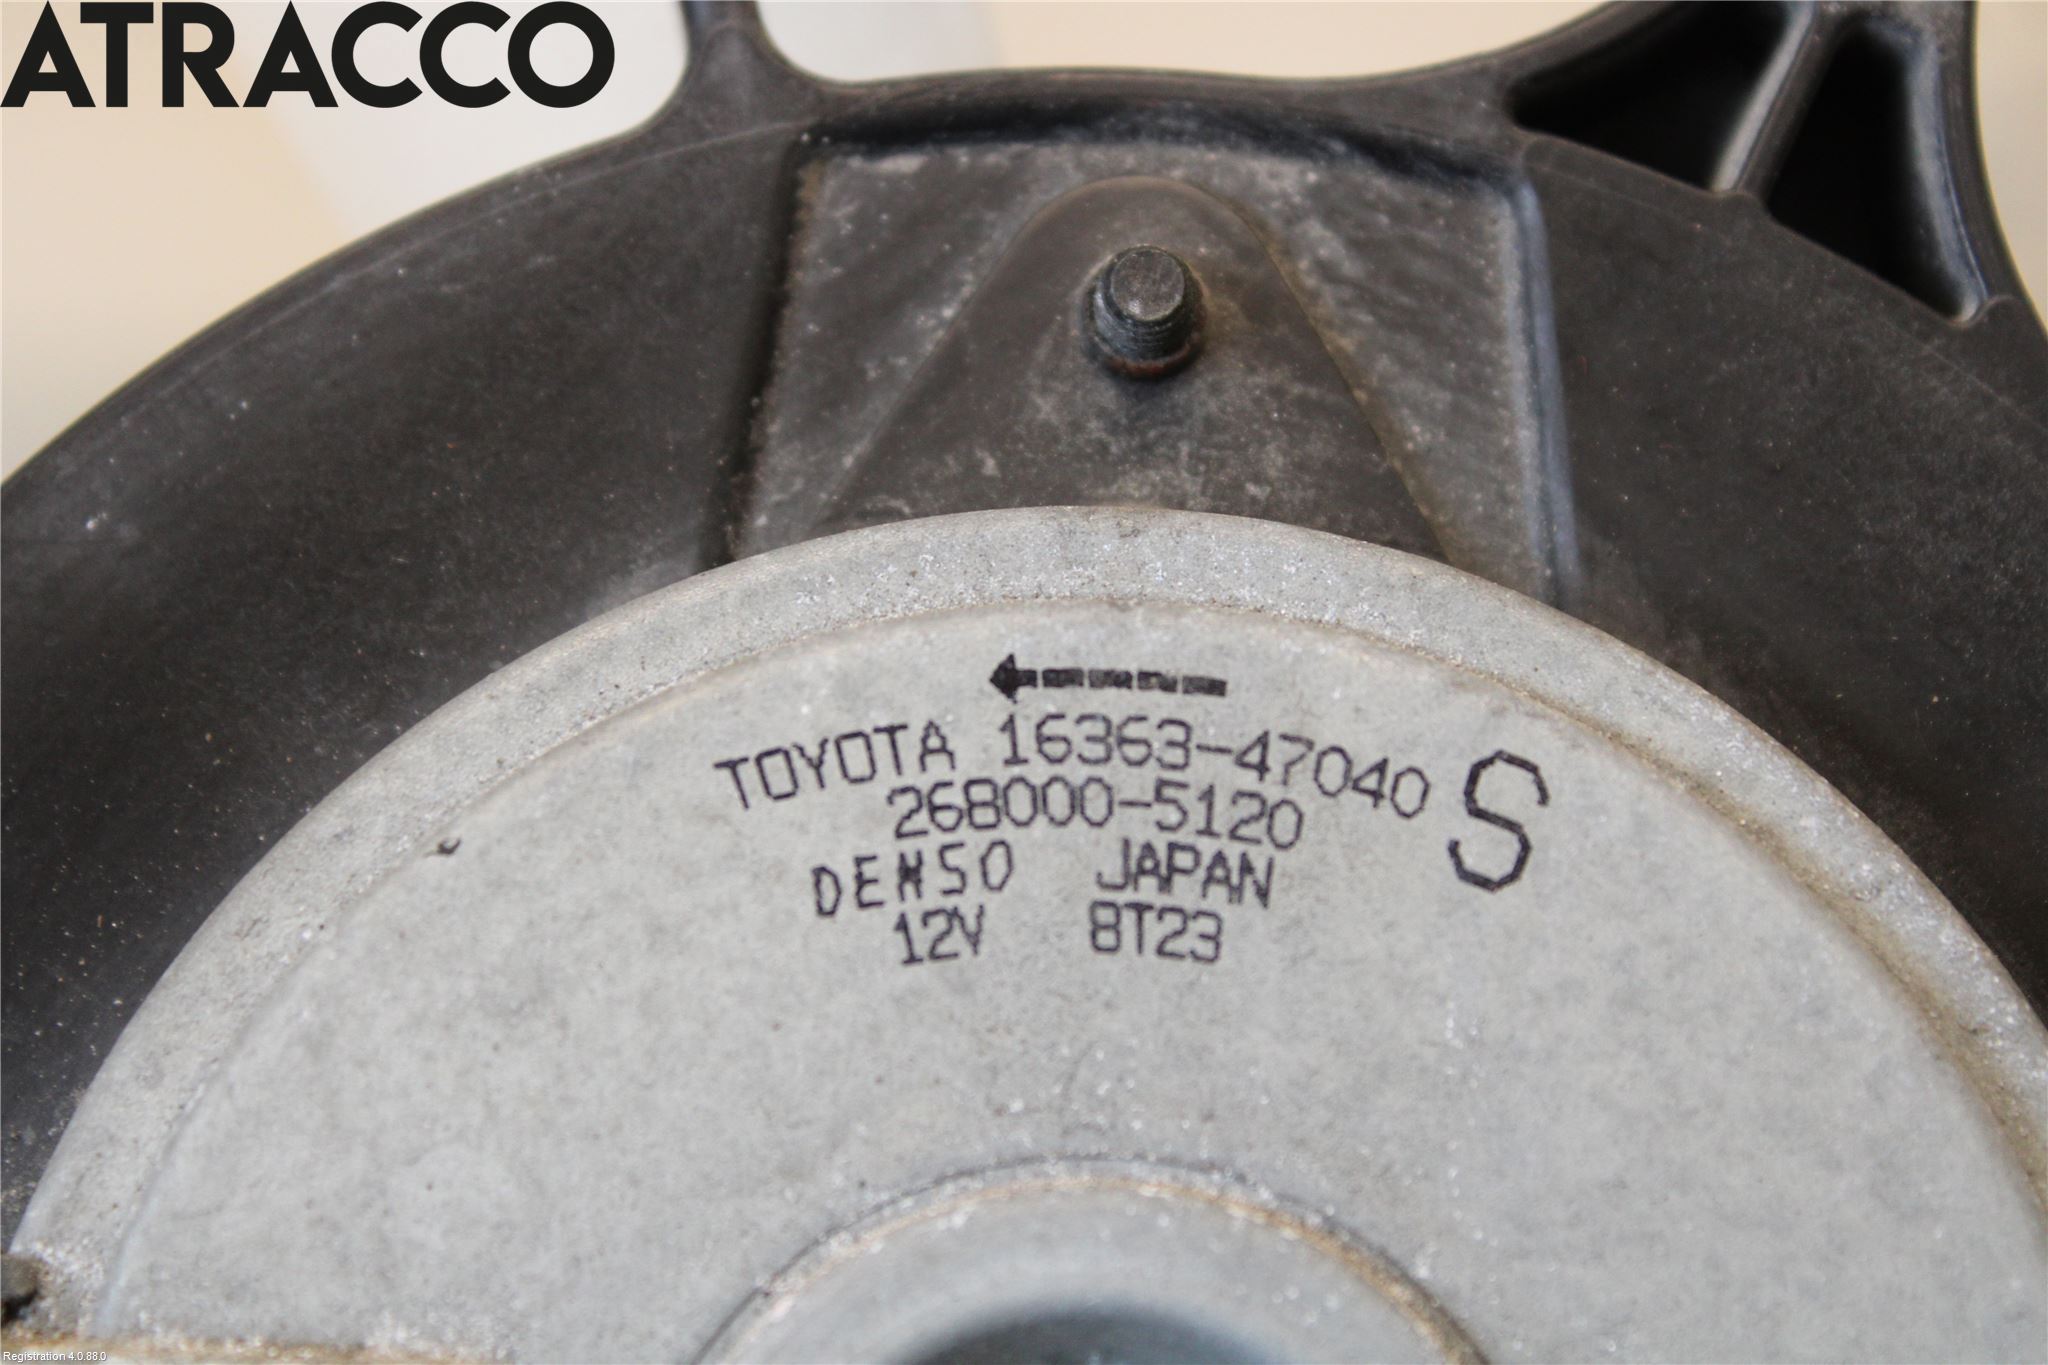 ATRACCO
TOYOTA 16363-47040 S
268000-5120
DENSO JAPAN
12V 8T23
Registration 4.0.88.0